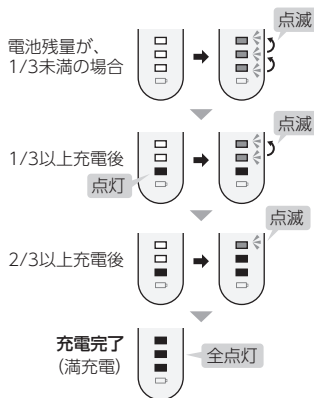 点滅
電池残量が、
1/3未満の場合
点滅
1/3以上充電後
点灯
点滅
2/3以上充電後
充電完了
(満充電)
全点灯